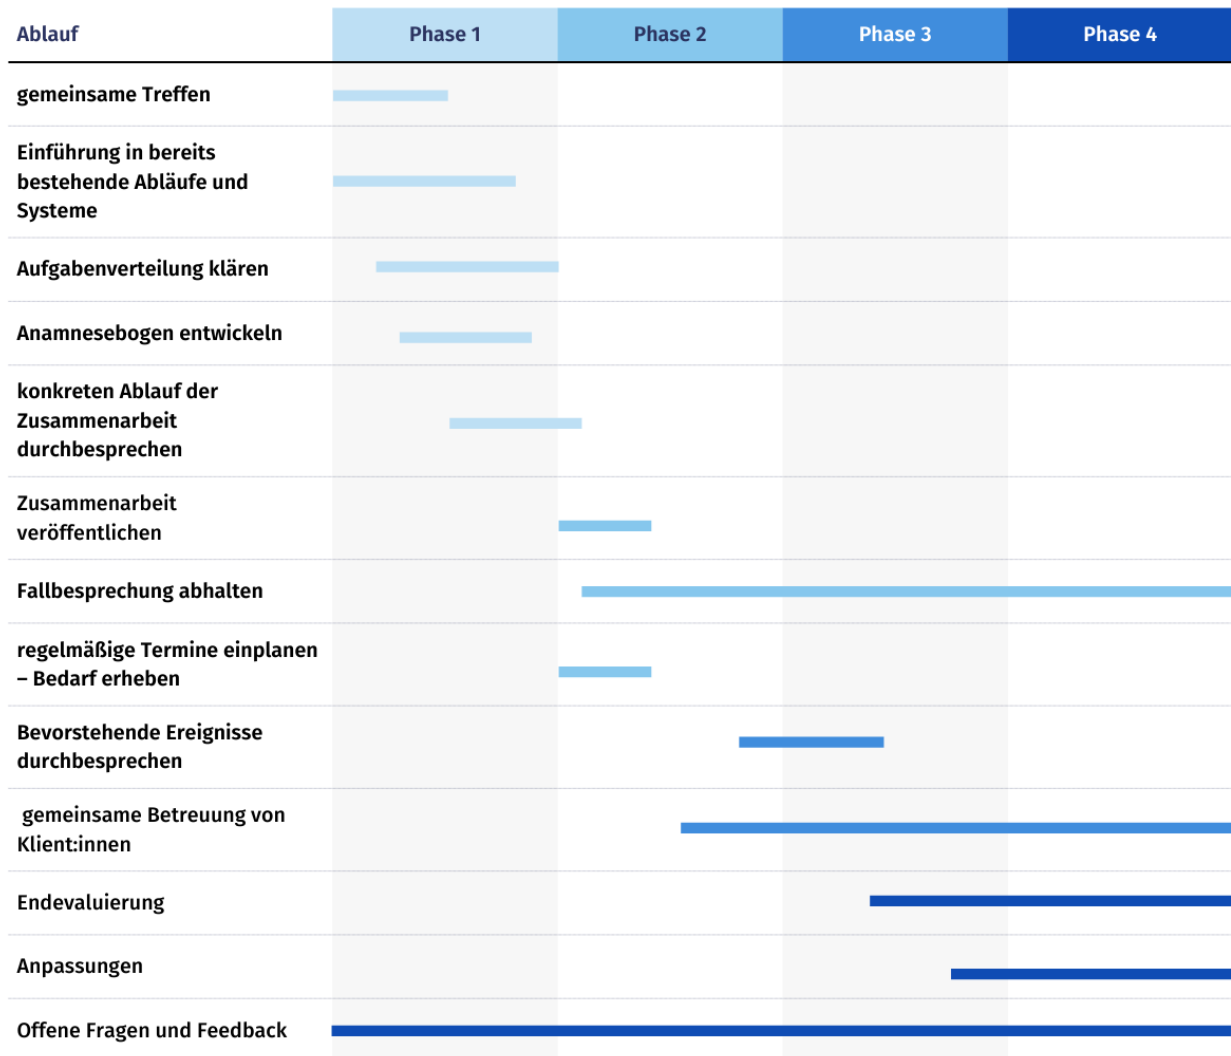 Ablauf Phase 1 Phase 2 Phase 3 Phase 4
gemeinsame Treffen
Einführung in bereits
bestehende Abläufe und
Systeme
Aufgabenverteilung klären
Anamnesebogen entwickeln
konkreten Ablauf der
Zusammenarbeit
durchbesprechen
Zusammenarbeit
veröffentlichen
Fallbesprechung abhalten
regelmäßige Termine einplanen
– Bedarf erheben
Bevorstehende Ereignisse
durchbesprechen
gemeinsame Betreuung von
Klient:innen
Endevaluierung
Anpassungen
Offene Fragen und Feedback